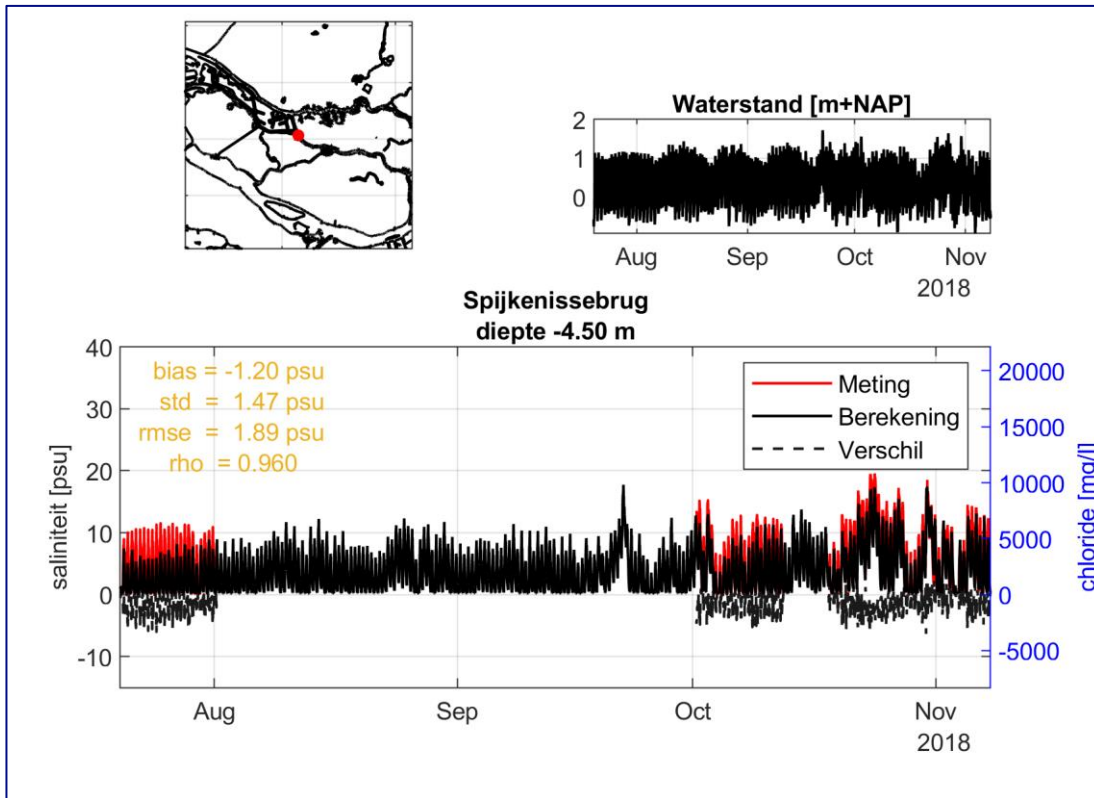 Waterstand [m+NAP]
2
1
0
Aug Sep Oct Nov
2018
Spijkenissebrug
diepte -4.50 m
40
30
20
10
0
-10
saliniteit [psu]
bias = -1.20 psu
std = 1.47 psu
rmse = 1.89 psu
rho = 0.960
Meting
Berekening
Verschil
20000
15000
10000
5000
0
-5000
chloride [mg/l]
Aug Sep Oct Nov
2018